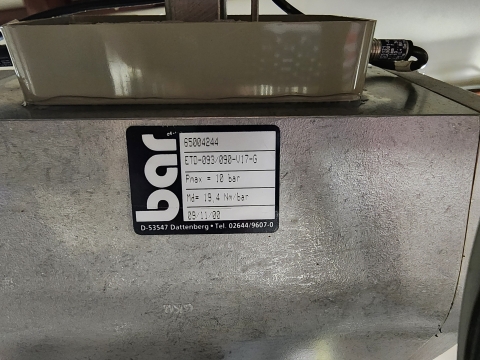 bar
65004244
ETD-093/090-V17-G
Pmax = 10 bar
Md= 19,4 Nm/bar
09/11/00
D-53547 Dattenberg • Tel. 02644/9607-0